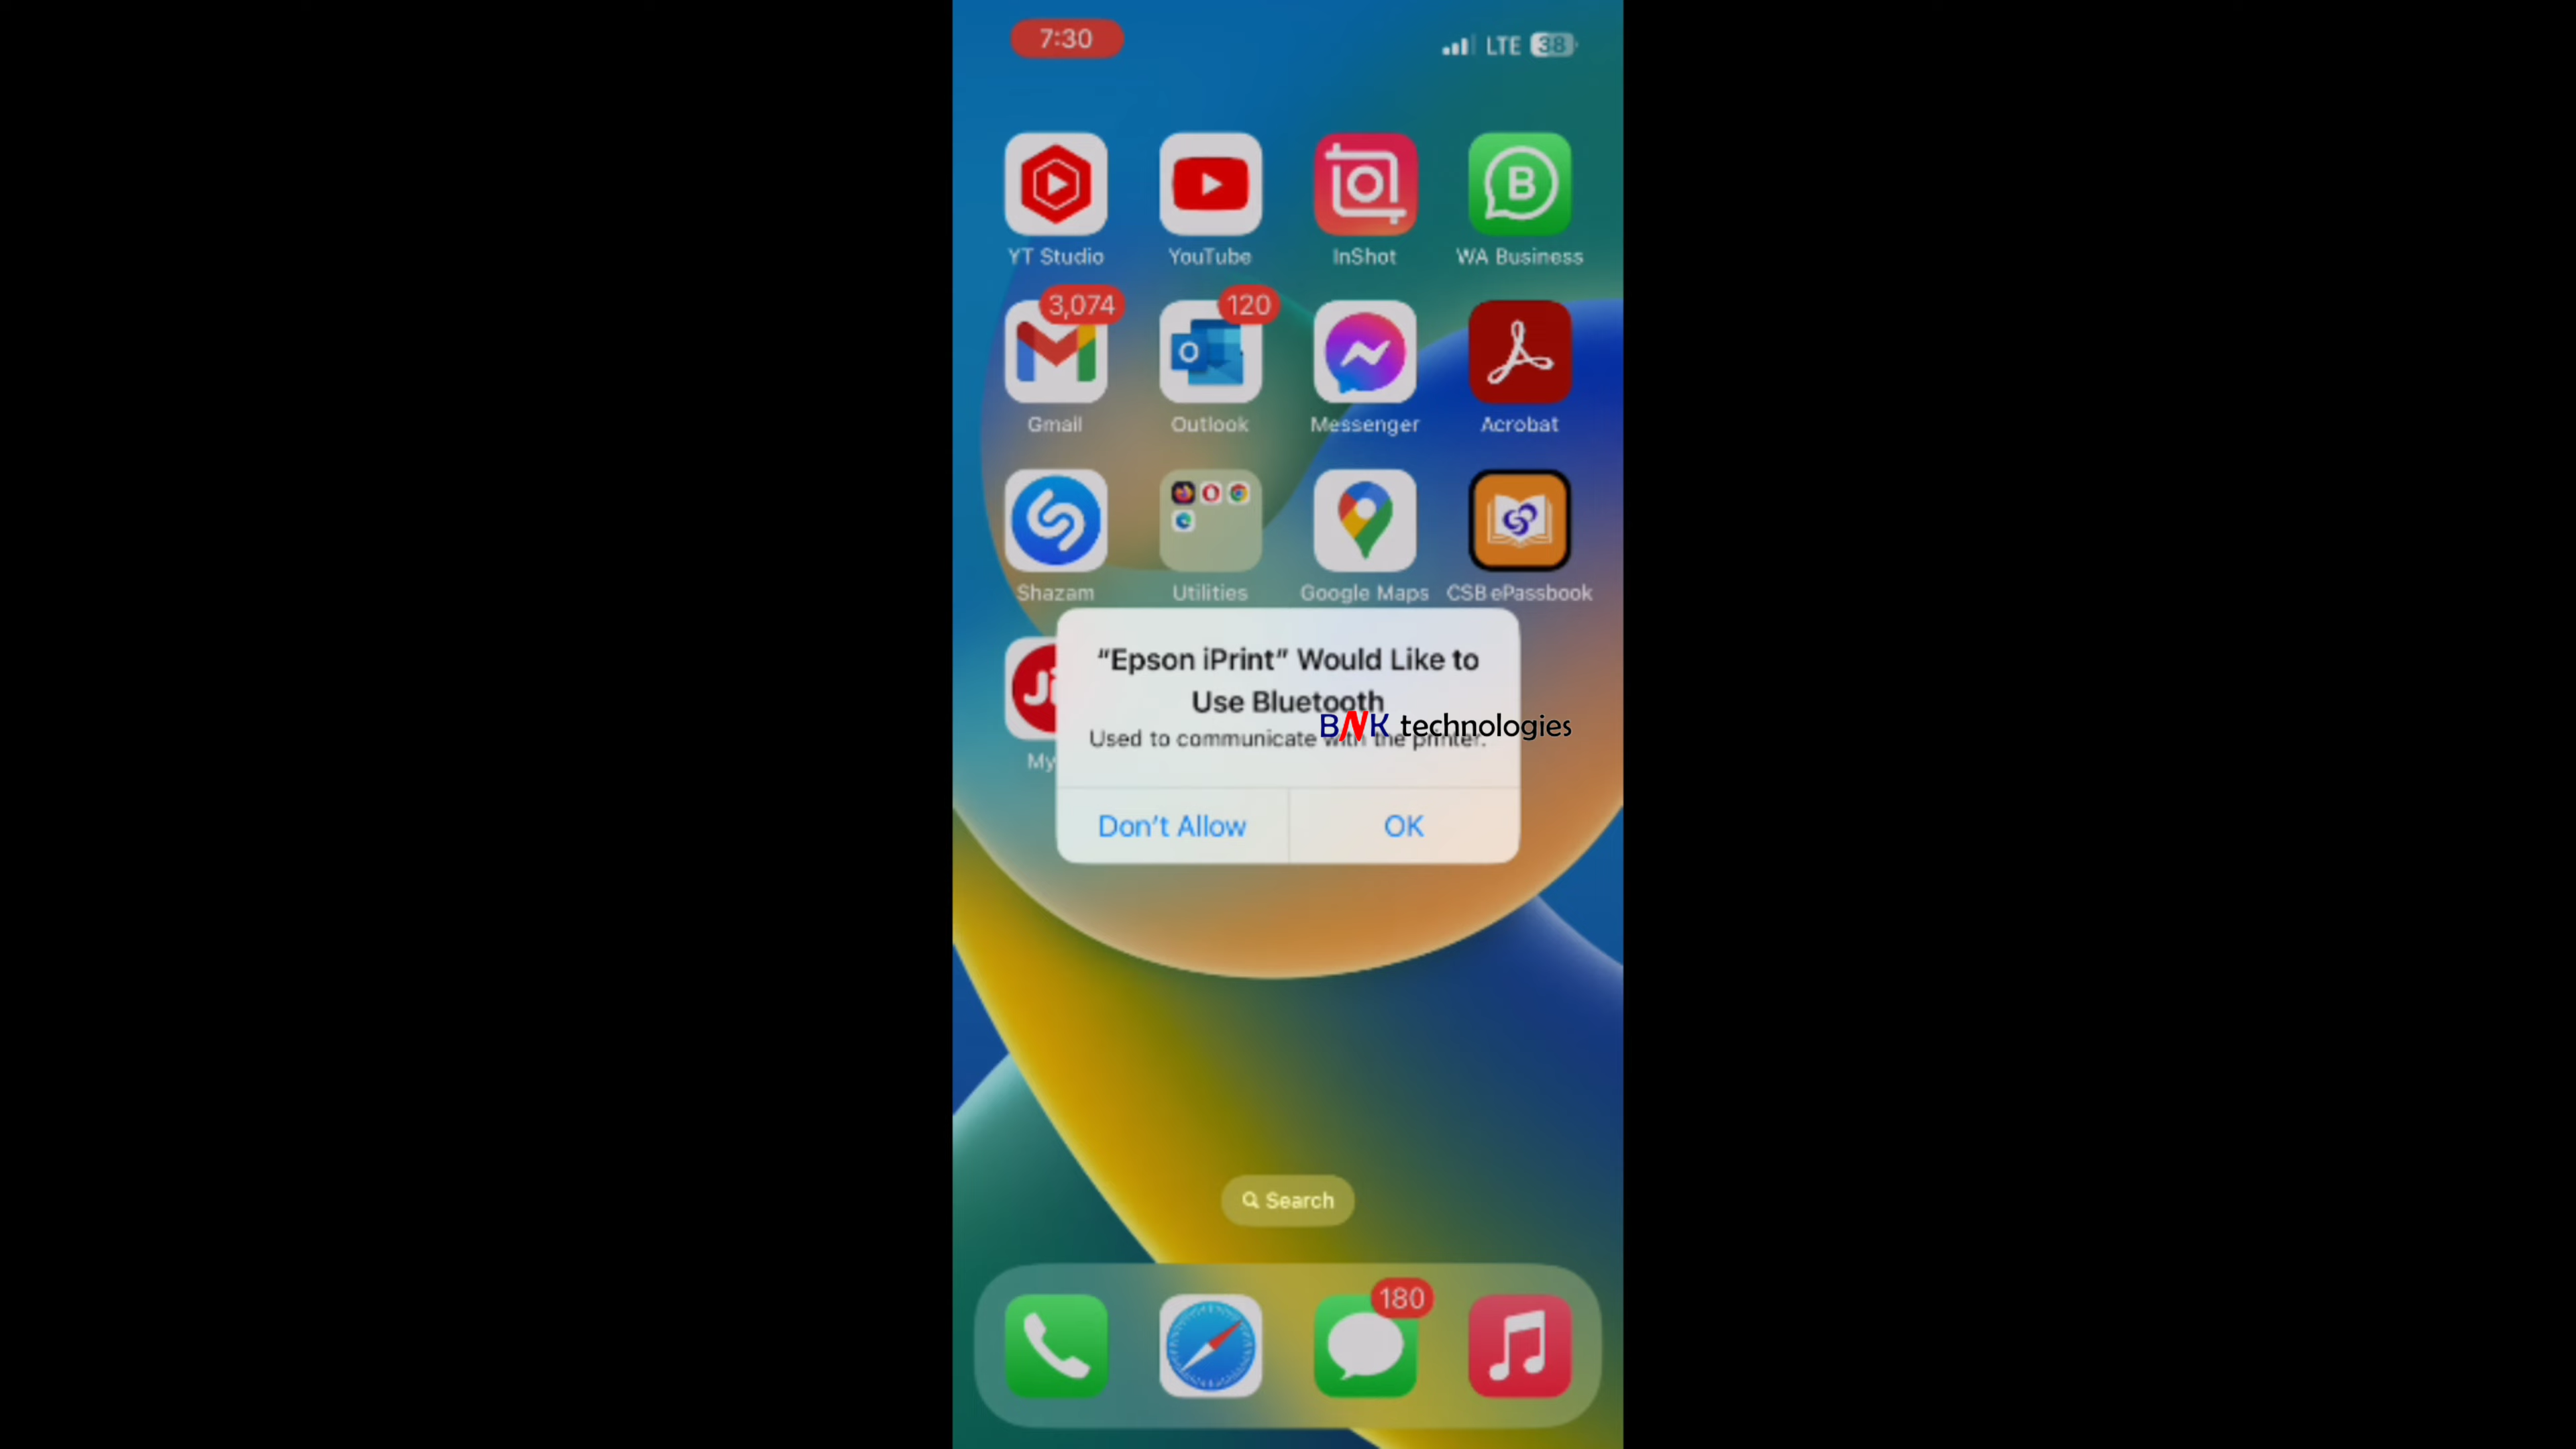 7:30
LTE 38
YT Studio
YouTube
InShot
B
WA Business
3,074
120
O
Gmail
Outlook
Messenger
Acrobat
Shazam
Utilities
Google Maps
CSB ePassbook
"Epson iPrint" Would Like to
Use Bluetooth
BNK technologies
Used to communicate with the printer.
Ji
My
Don't Allow
OK
Search
180